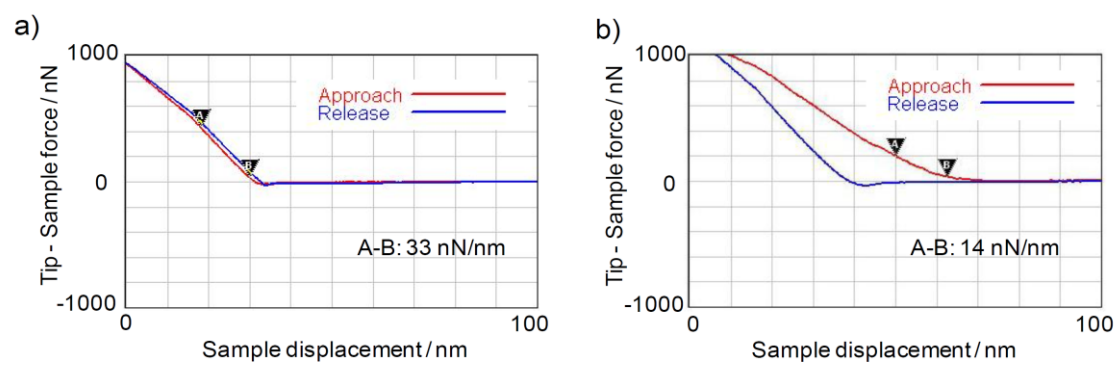 a)
Tip - Sample force / nN
1000
0
-1000
Approach
Release
A
B
A-B: 33 nN/nm
0
100
Sample displacement / nm
b)
Tip - Sample force / nN
1000
0
-1000
Approach
Release
A
B
A-B: 14 nN/nm
0
100
Sample displacement / nm